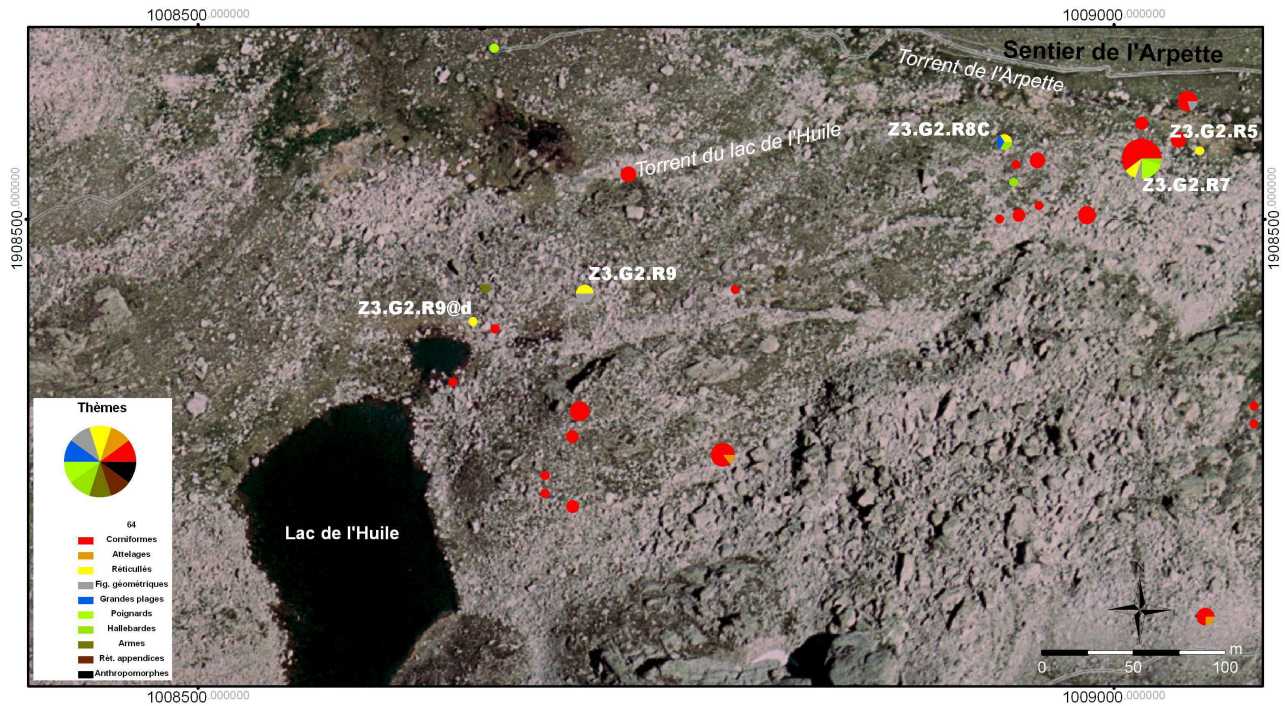 1008500.000000
1009000.000000
Sentier de l'Arpette
Torrent de l'Arpette
Z3.G2.R8C
Z3.G2.R5
Torrent du lac de l'Huile
Z3.G2.R7
1908500.000000
1908500.000000
Z3.G2.R9
Z3.G2.R9@d
Thèmes
64
Corniformes
Attelages
Réticullés
Fig. géométriques
Grandes plages
Poignards
Hallebardes
Armes
Rét. appendices
Anthropomorphes
Lac de l'Huile
N
m
0 50 100
1008500.000000
1009000.000000